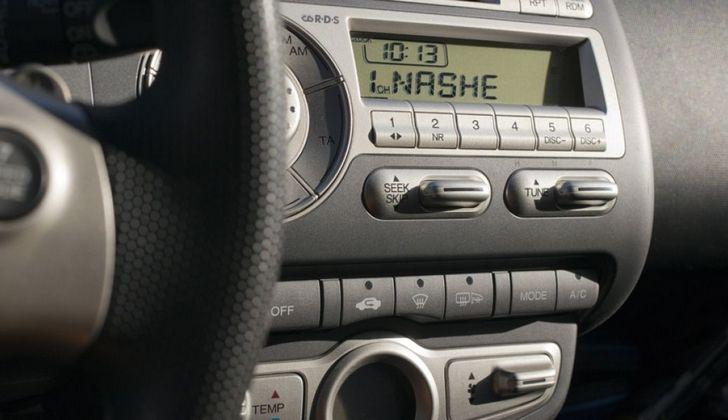 RPT RDM
R·D·S
CLOCK
AM
10:13
1CH NASHE
1 2 3 4 5 6
NR DISC- DISC+
TA
SEEK
SKIP
TUNE
H M
OFF
MODE
A/C
TEMP